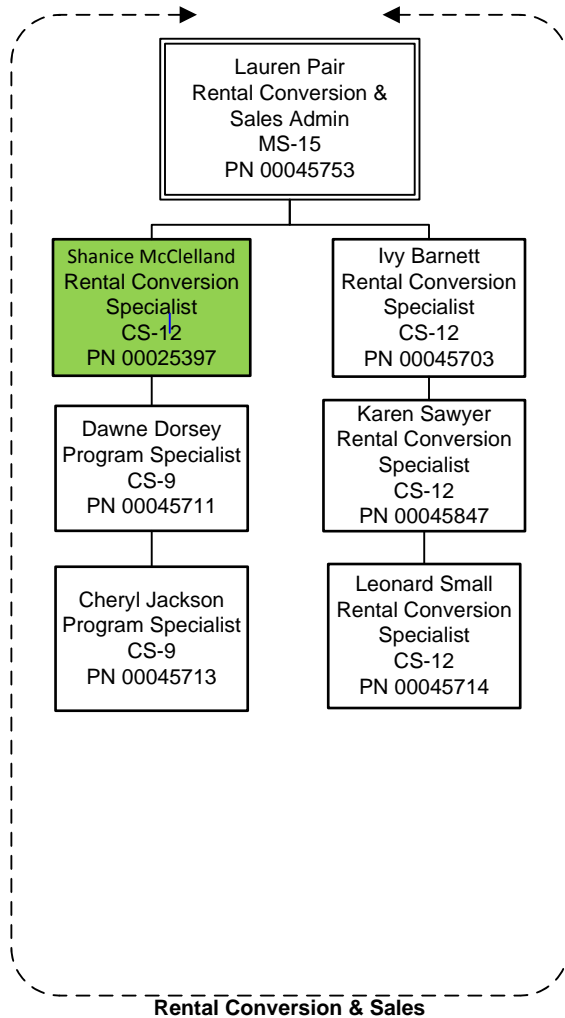 Lauren Pair
Rental Conversion &
Sales Admin
MS-15
PN 00045753
Shanice McClelland
Rental Conversion
Specialist
CS-12
PN 00025397
Ivy Barnett
Rental Conversion
Specialist
CS-12
PN 00045703
Dawne Dorsey
Program Specialist
CS-9
PN 00045711
Karen Sawyer
Rental Conversion
Specialist
CS-12
PN 00045847
Cheryl Jackson
Program Specialist
CS-9
PN 00045713
Leonard Small
Rental Conversion
Specialist
CS-12
PN 00045714
Rental Conversion & Sales